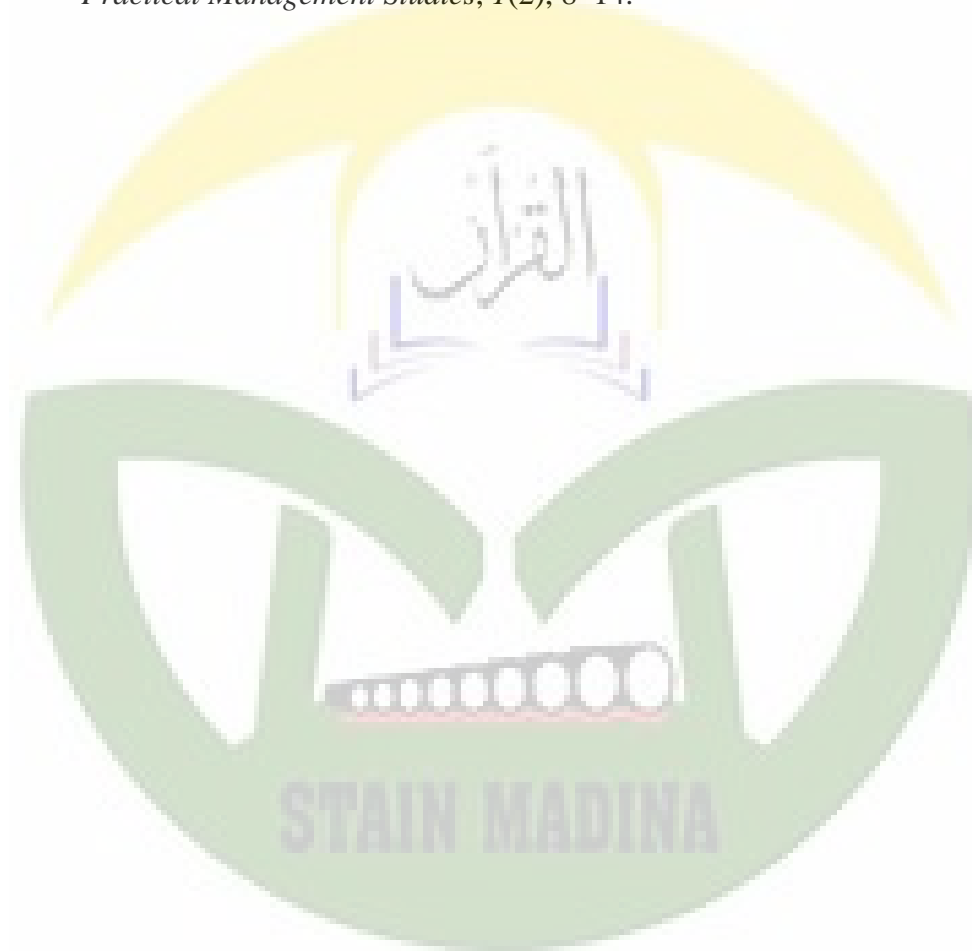 Practical Management Studies, 1(2), 8–14.
القرآن
STAIN MADINA